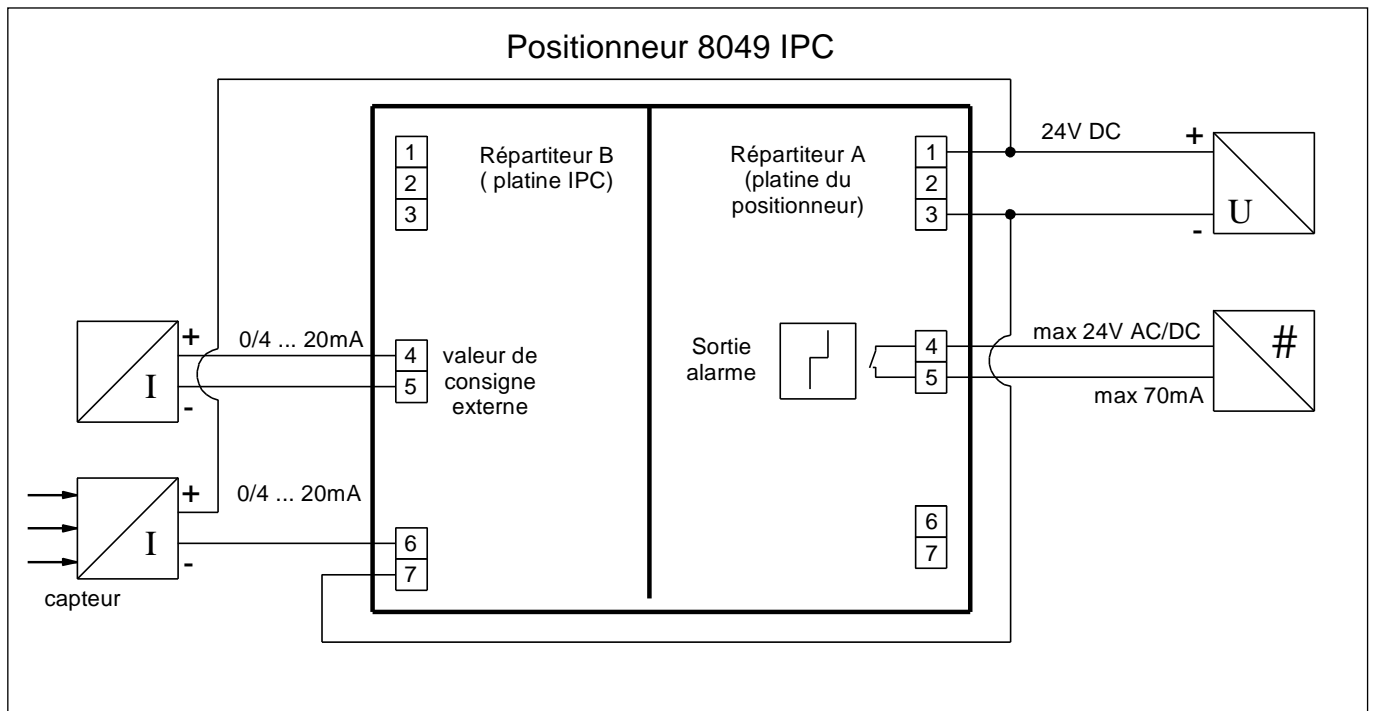 Positionneur 8049 IPC
1
2
3
Répartiteur B
( platine IPC)
Répartiteur A
(platine du
positionneur)
1
2
3
24V DC
+
-
U
+
-
I
0/4 ... 20mA
4
5
valeur de
consigne
externe
Sortie
alarme
4
5
max 24V AC/DC
max 70mA
#
+
-
I
0/4 ... 20mA
capteur
6
7
6
7